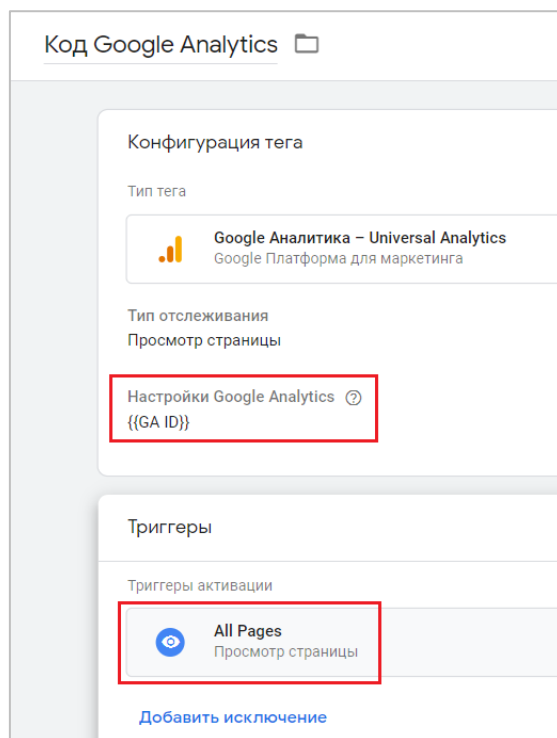 Код Google Analytics
Конфигурация тега
Тип тега
Google Аналитика – Universal Analytics
Google Платформа для маркетинга
Тип отслеживания
Просмотр страницы
Настройки Google Analytics
{{GA ID}}
Триггеры
Триггеры активации
All Pages
Просмотр страницы
Добавить исключение